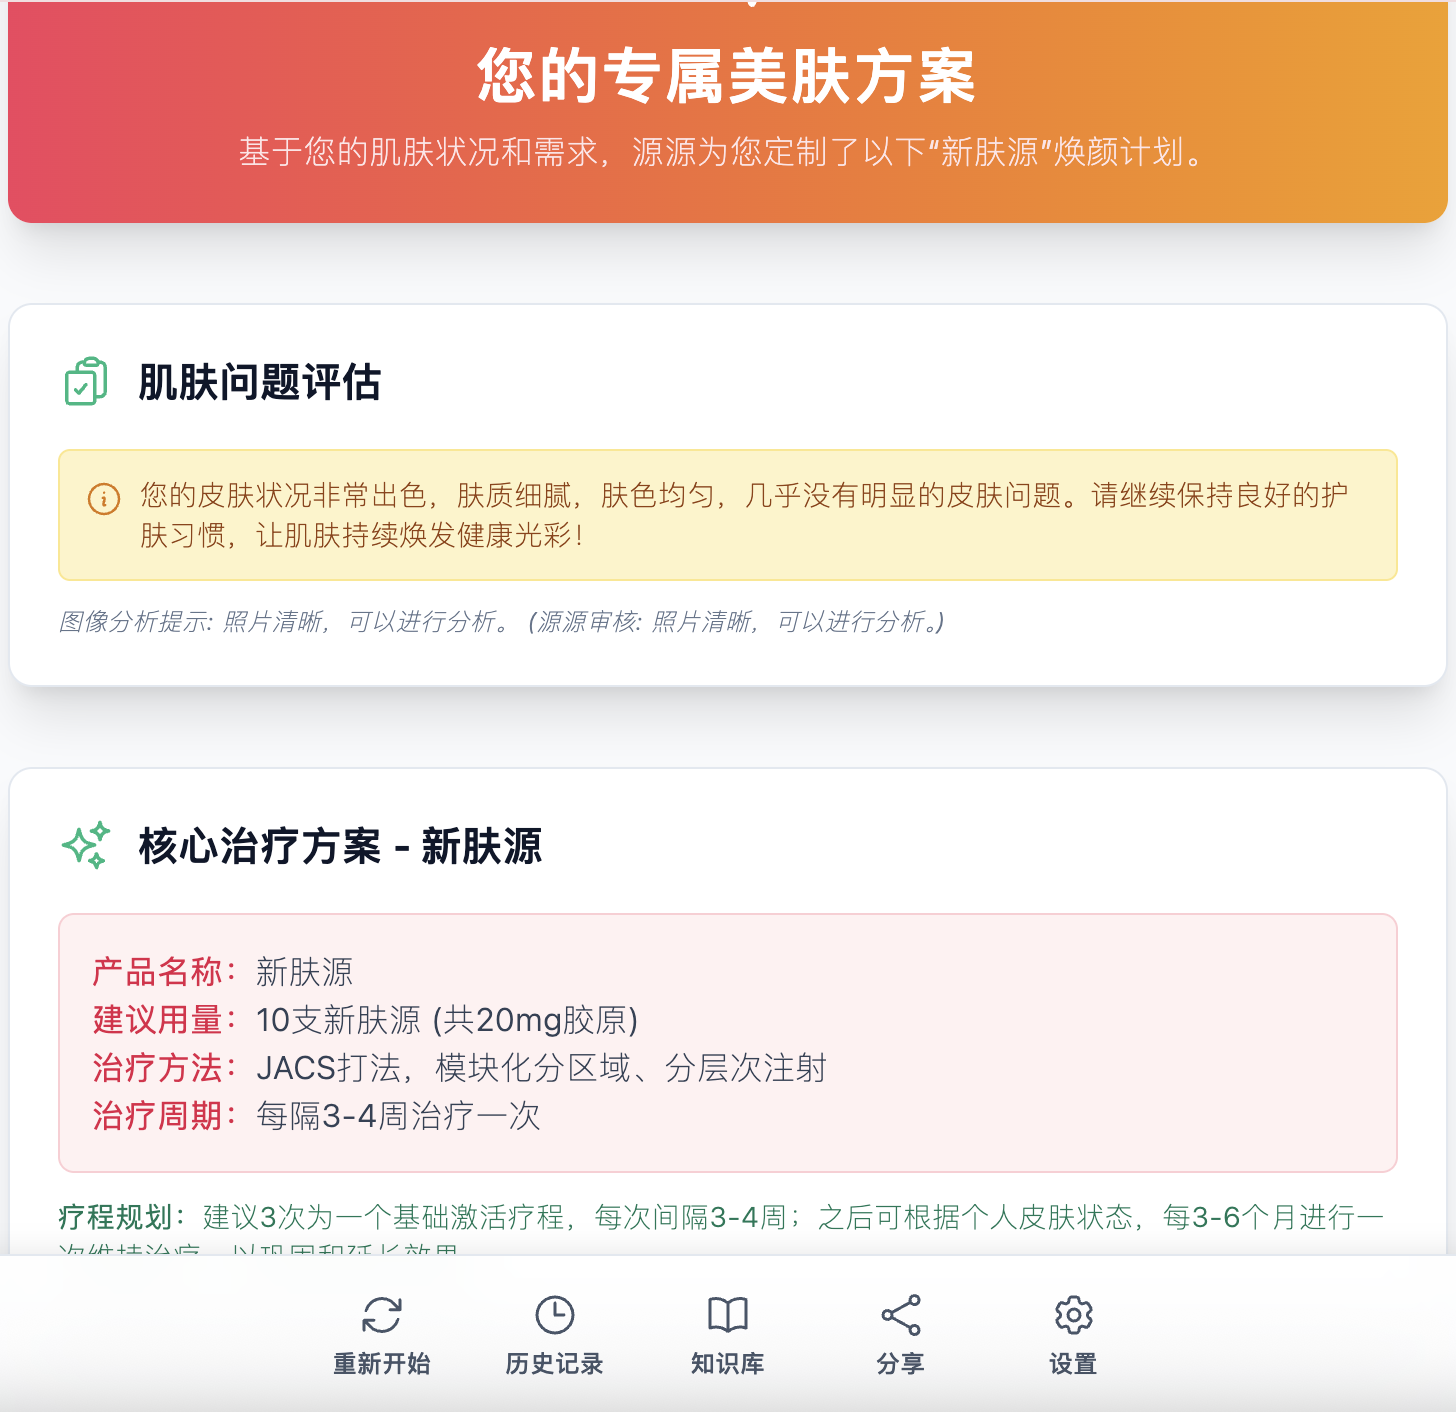 您的专属美肤方案
基于您的肌肤状况和需求，源源为您定制了以下“新肤源”焕颜计划。
肌肤问题评估
您的皮肤状况非常出色，肤质细腻，肤色均匀，几乎没有明显的皮肤问题。请继续保持良好的护
肤习惯，让肌肤持续焕发健康光彩！
图像分析提示: 照片清晰，可以进行分析。 (源源审核: 照片清晰，可以进行分析。)
核心治疗方案 - 新肤源
产品名称：新肤源
建议用量：10支新肤源 (共20mg胶原)
治疗方法：JACS打法，模块化分区域、分层次注射
治疗周期：每隔3-4周治疗一次
疗程规划：建议3次为一个基础激活疗程，每次间隔3-4周；之后可根据个人皮肤状态，每3-6个月进行一
次维持治疗，以巩固和延长效果
重新开始
历史记录
知识库
分享
设置